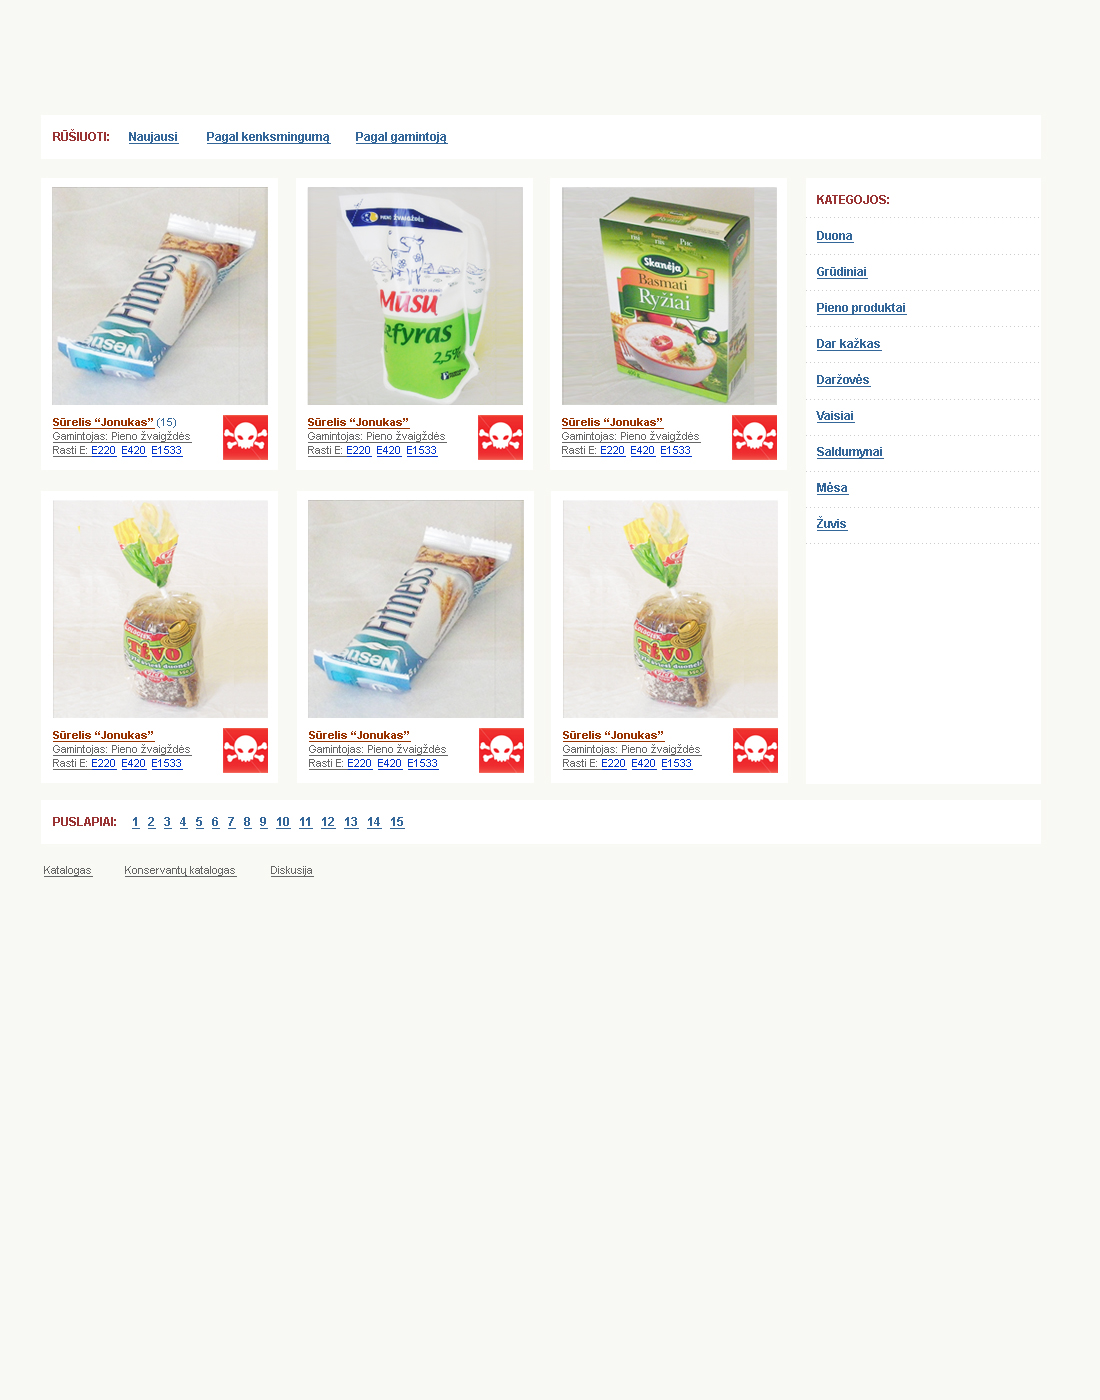 RŪŠIUOTI: Naujausi Pagal kenksmingumą Pagal gamintoją
KATEGOJOS:
Duona
Grūdiniai
Pieno produktai
Dar kažkas
Daržovės
Vaisiai
Saldumynai
Mėsa
Žuvis
Fitness
PIENO ŽVAIGŽDĖS
Mūsų
efyras
2,5%
Skanėja
Basmati
Ryžiai
Sūrelis “Jonukas” (15)
Gamintojas: Pieno žvaigždės
Rasti E: E220 E420 E1533
Sūrelis “Jonukas”
Gamintojas: Pieno žvaigždės
Rasti E: E220 E420 E1533
Sūrelis “Jonukas”
Gamintojas: Pieno žvaigždės
Rasti E: E220 E420 E1533
Tėvo
Fitness
Nestlé
Tėvo
Sūrelis “Jonukas”
Gamintojas: Pieno žvaigždės
Rasti E: E220 E420 E1533
Sūrelis “Jonukas”
Gamintojas: Pieno žvaigždės
Rasti E: E220 E420 E1533
Sūrelis “Jonukas”
Gamintojas: Pieno žvaigždės
Rasti E: E220 E420 E1533
PUSLAPIAI: 1 2 3 4 5 6 7 8 9 10 11 12 13 14 15
Katalogas Konservantų katalogas Diskusija